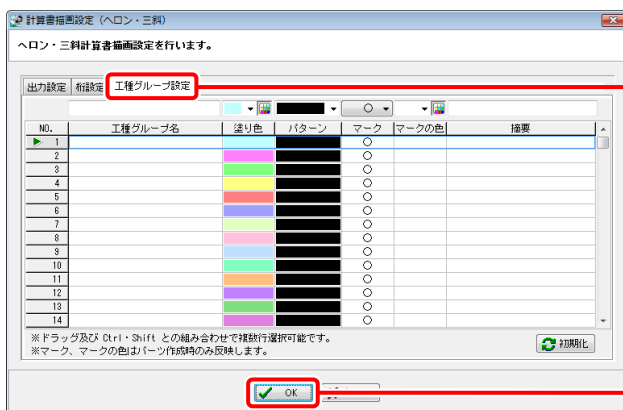 計算書描画設定（ヘロン・三斜）
ヘロン・三斜計算書描画設定を行います。
出力設定 桁設定 工種グループ設定
NO. 工種グループ名 塗り色 パターン マーク マークの色 摘要
1 ○
2 ○
3 ○
4 ○
5 ○
6 ○
7 ○
8 ○
9 ○
10 ○
11 ○
12 ○
13 ○
14 ○
※ドラッグ及び Ctrl・Shift との組み合わせで複数行選択可能です。
※マーク、マークの色はパーツ作成時のみ反映します。
初期化
OK